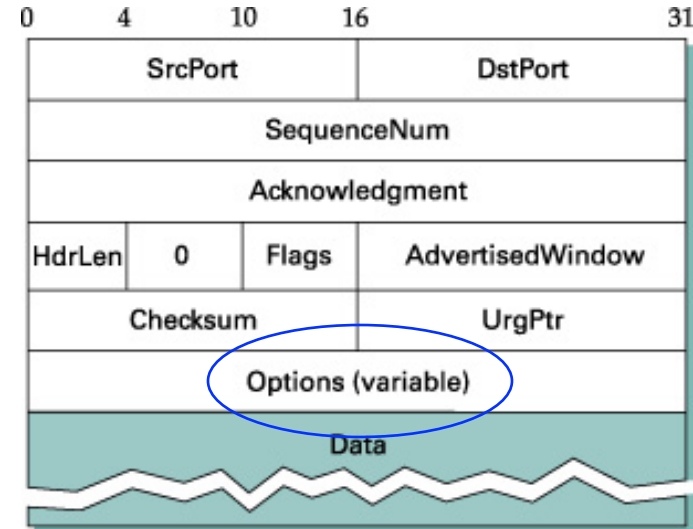 0 4 10 16 31
SrcPort DstPort
SequenceNum
Acknowledgment
HdrLen 0 Flags AdvertisedWindow
Checksum UrgPtr
Options (variable)
Data